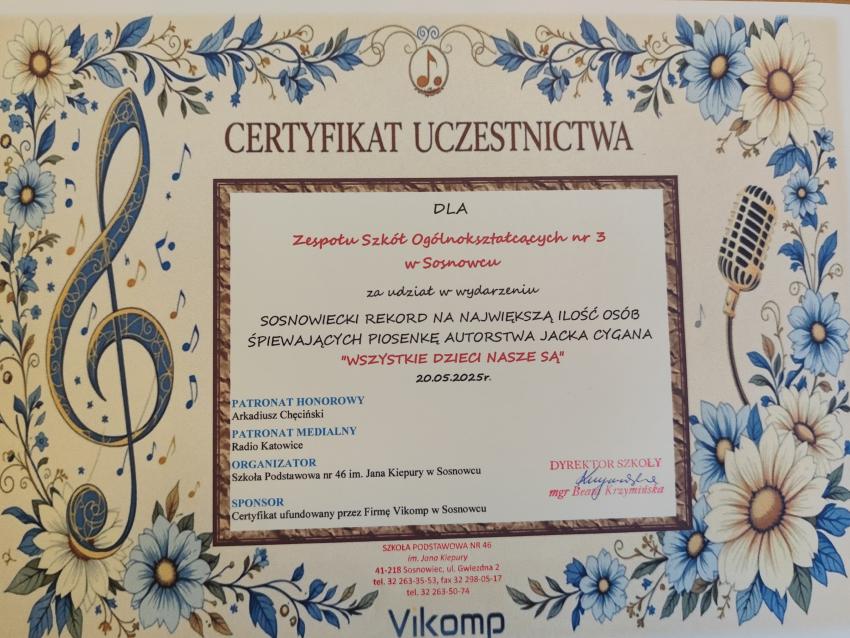 CERTYFIKAT UCZESTNICTWA
DLA
Zespołu Szkół Ogólnokształcących nr 3
w Sosnowcu
za udział w wydarzeniu
SOSNOWIECKI REKORD NA NAJWIĘKSZĄ ILOŚĆ OSÓB
ŚPIEWAJĄCYCH PIOSENKĘ AUTORSTWA JACKA CYGANA
"WSZYSTKIE DZIECI NASZE SĄ"
20.05.2025r.
PATRONAT HONOROWY
Arkadiusz Chęciński
PATRONAT MEDIALNY
Radio Katowice
ORGANIZATOR
Szkoła Podstawowa nr 46 im. Jana Kiepury w Sosnowcu
SPONSOR
Certyfikat ufundowany przez Firmę Vikomp w Sosnowcu
DYREKTOR SZKOŁY
mgr Beata Krzymińska
SZKOŁA PODSTAWOWA NR 46
im. Jana Kiepury
41-218 Sosnowiec, ul. Gwiezdna 2
tel. 32 263-35-53, fax 32 298-05-17
tel. 32 263-50-74
Vikomp